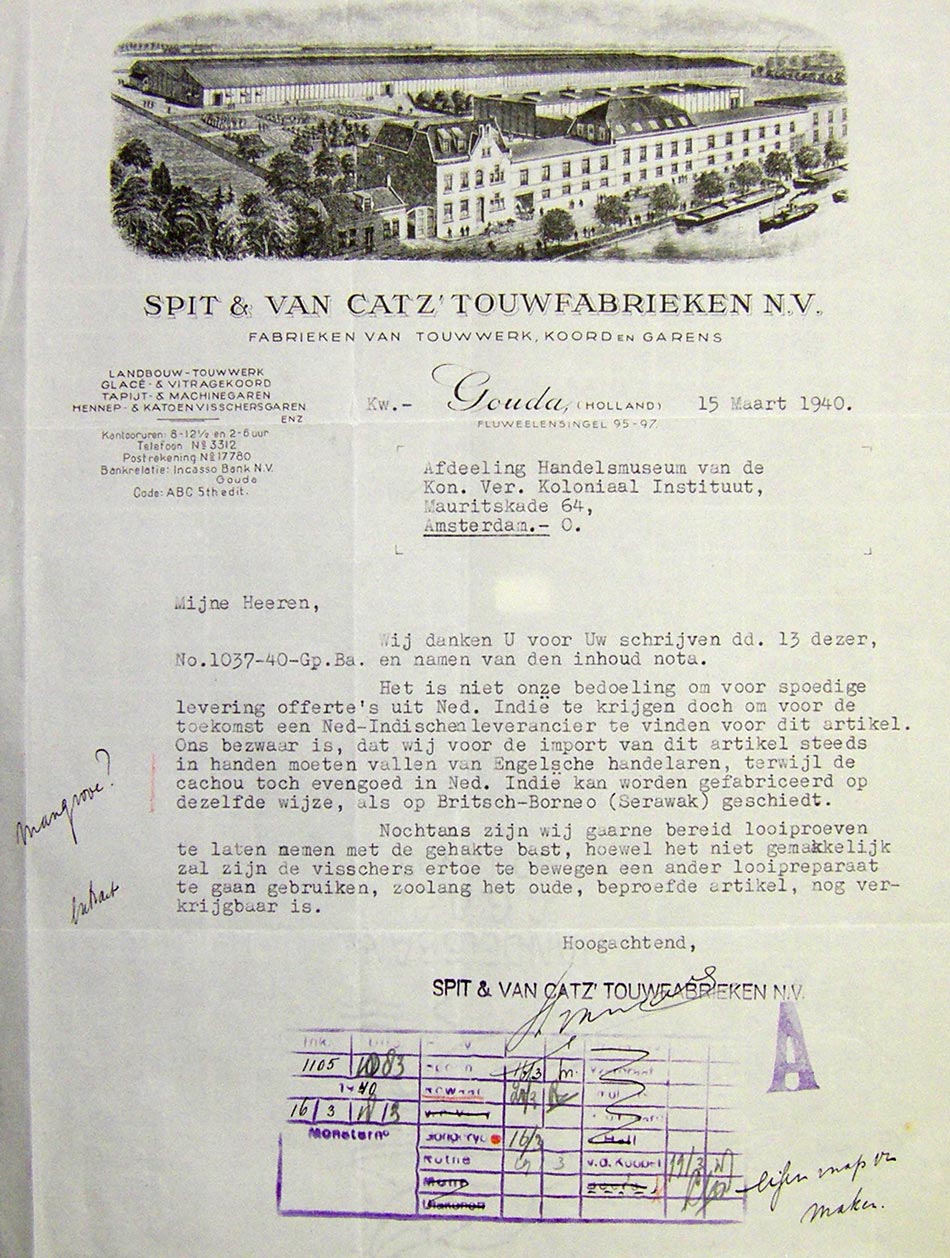 SPIT & VAN CATZ' TOUWFABRIEKEN N.V.
FABRIEKEN VAN TOUWWERK, KOORD EN GARENS
LANDBOUW-TOUWWERK
GLACÉ- & VITRAGEKOORD
TAPIJT- & MACHINEGAREN
HENNEP- & KATOENVISSCHERSGAREN
ENZ
Kantooruren: 8-12½ en 2-6 uur
Telefoon Nº 3312
Postrekening Nº 17780
Bankrelatie: Incasso Bank N.V.
Gouda
Code: ABC 5th edit.
Kw.- Gouda, (HOLLAND) 15 Maart 1940.
FLUWEELENSINGEL 95-97
Afdeeling Handelsmuseum van de
Kon. Ver. Koloniaal Instituut,
Mauritskade 64,
Amsterdam.- O.
Mijne Heeren,
Wij danken U voor Uw schrijven dd. 13 dezer,
No.1037-40-Gp.Ba. en namen van den inhoud nota.
Het is niet onze bedoeling om voor spoedige
levering offerte's uit Ned. Indië te krijgen doch om voor de
toekomst een Ned-Indischen leverancier te vinden voor dit artikel.
Ons bezwaar is, dat wij voor de import van dit artikel steeds
in handen moeten vallen van Engelsche handelaren, terwijl de
cachou toch evengoed in Ned. Indië kan worden gefabriceerd op
dezelfde wijze, als op Britsch-Borneo (Serawak) geschiedt.
mangrove?
Nochtans zijn wij gaarne bereid looiproeven
te laten nemen met de gehakte bast, hoewel het niet gemakkelijk
zal zijn de visschers ertoe te bewegen een ander looipreparaat
te gaan gebruiken, zoolang het oude, beproefde artikel, nog ver-
krijgbaar is.
Hoogachtend,
SPIT & VAN CATZ' TOUWFABRIEKEN N.V.
A
1105
16/3
1940
16 3
Monsterno
16/3
v.d. Koppel 19/3
eigen map
maken.